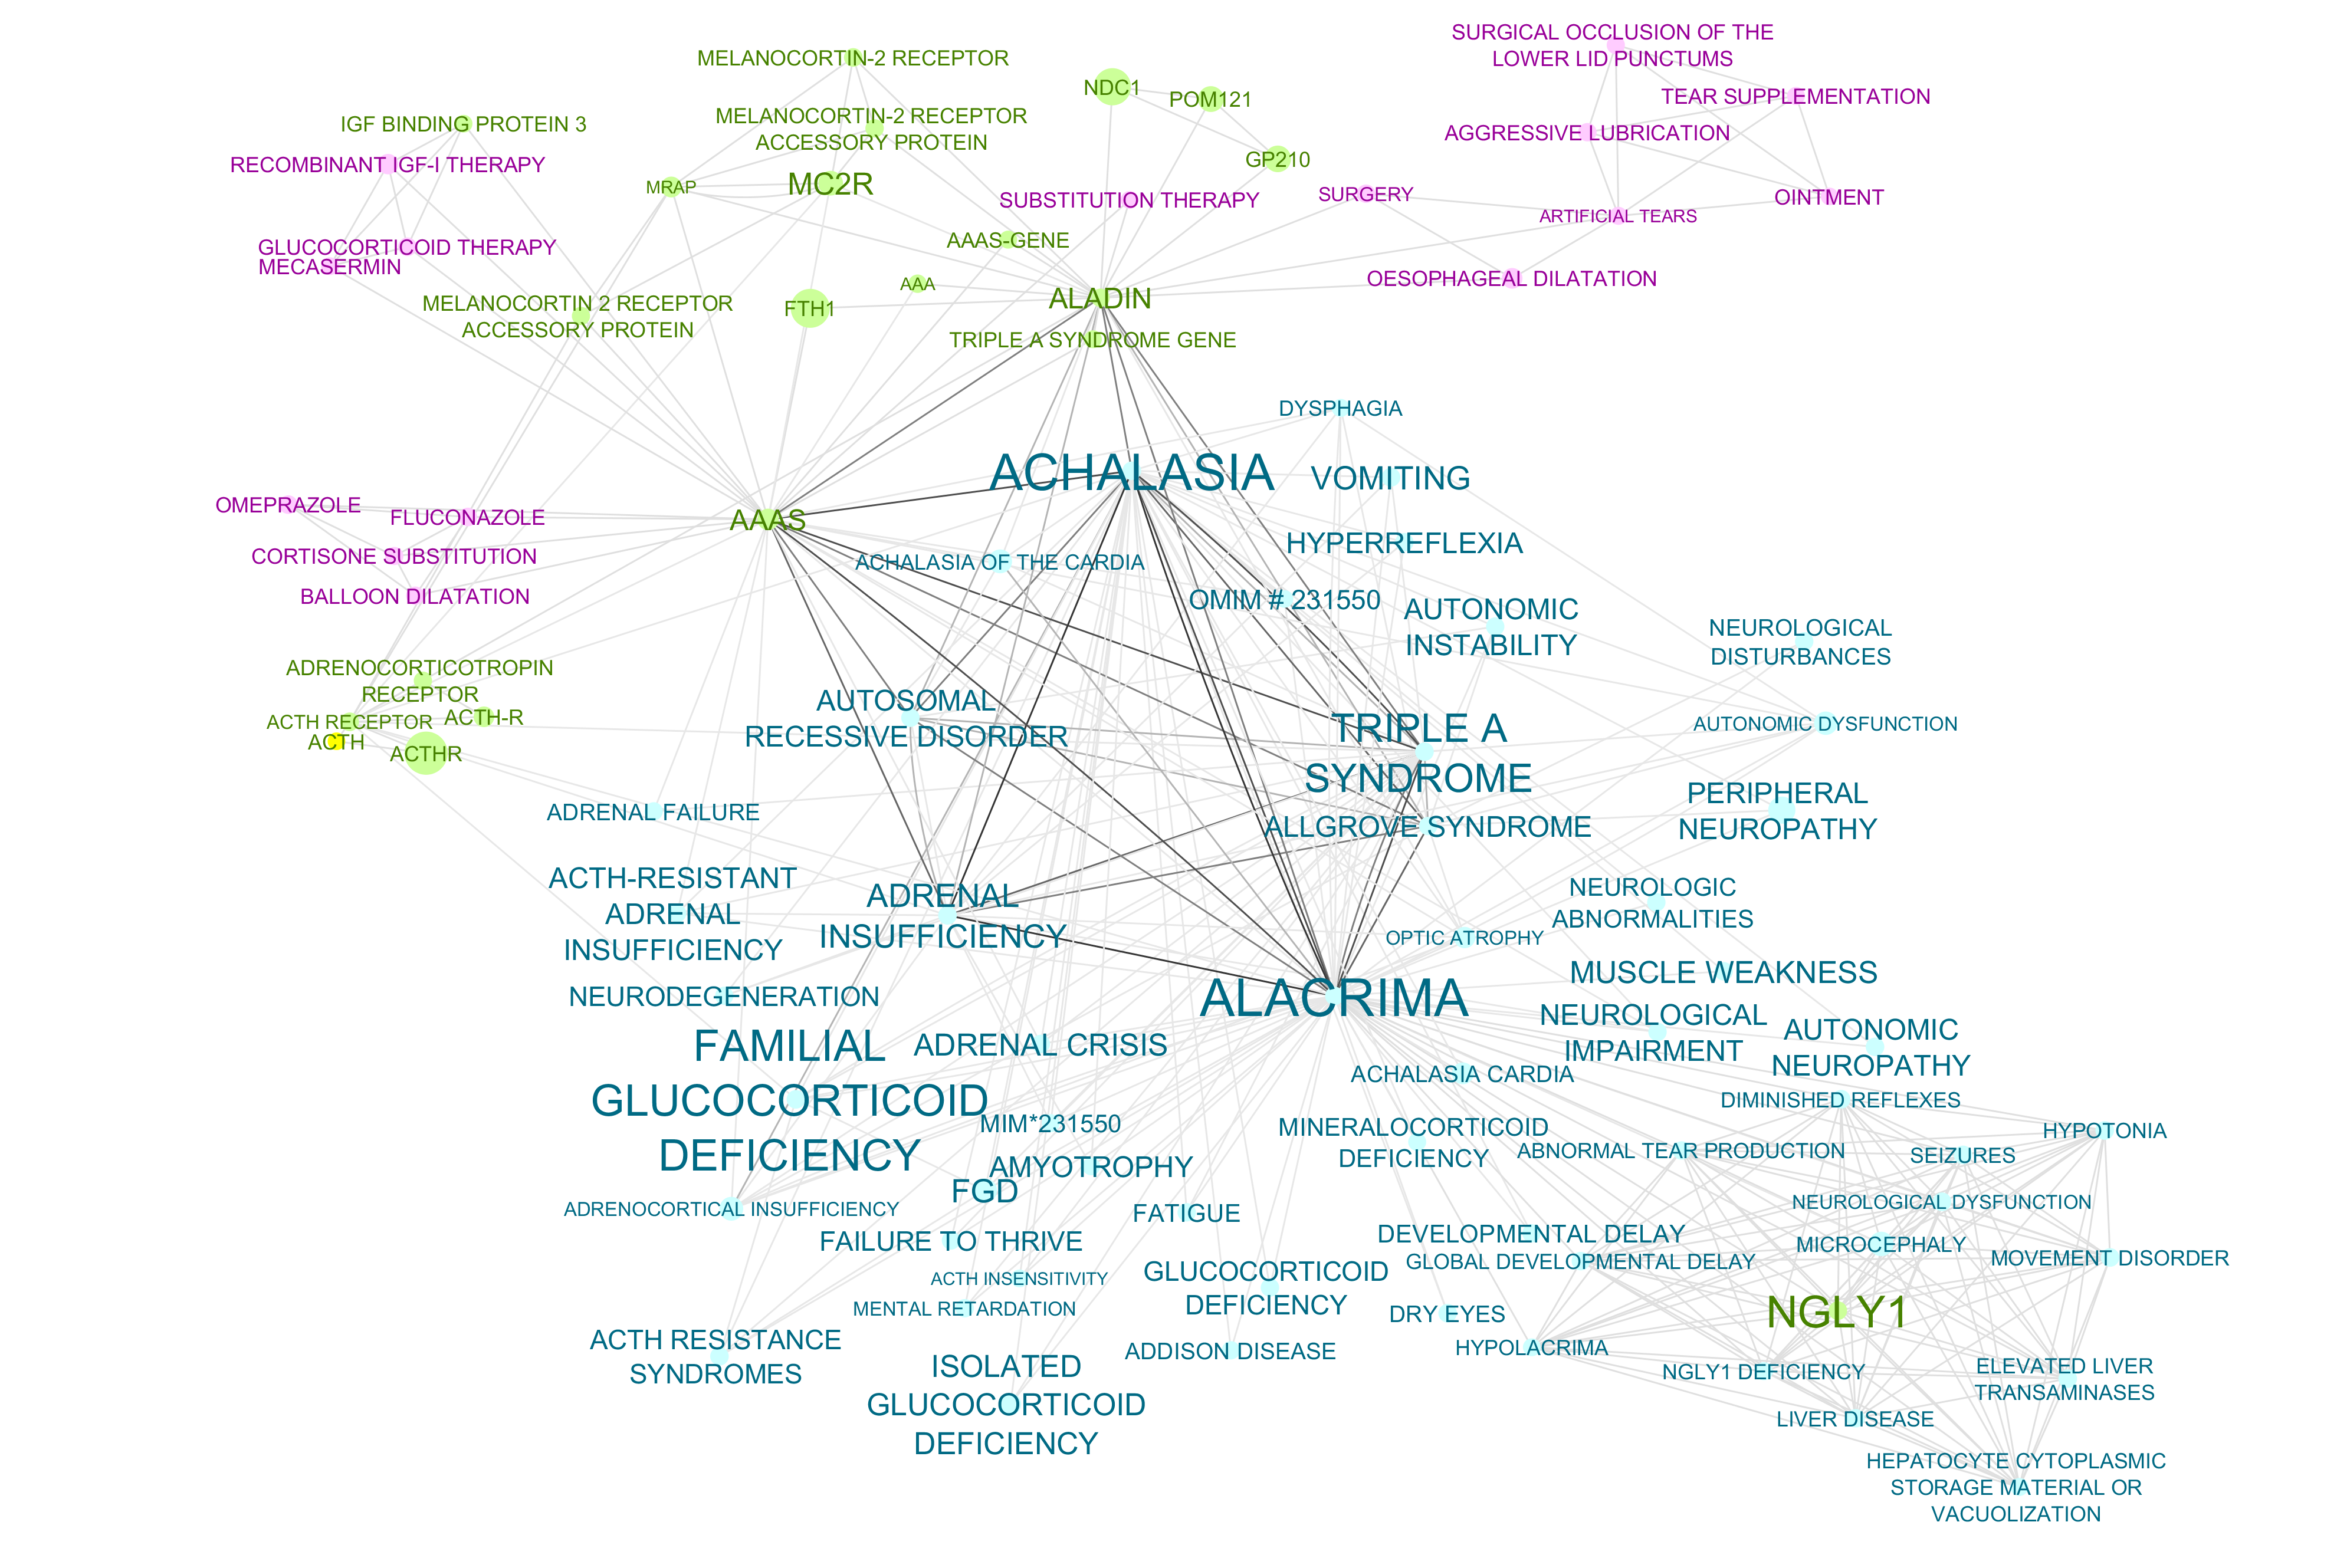 SURGICAL OCCLUSION OF THE
LOWER LID PUNCTUMS
MELANOCORTIN-2 RECEPTOR
NDC1
POM121
TEAR SUPPLEMENTATION
IGF BINDING PROTEIN 3
MELANOCORTIN-2 RECEPTOR
ACCESSORY PROTEIN
AGGRESSIVE LUBRICATION
RECOMBINANT IGF-I THERAPY
GP210
MRAP
MC2R
SUBSTITUTION THERAPY
SURGERY
OINTMENT
ARTIFICIAL TEARS
GLUCOCORTICOID THERAPY
AAAS-GENE
MECASERMIN
AAA
OESOPHAGEAL DILATATION
MELANOCORTIN 2 RECEPTOR
ACCESSORY PROTEIN
FTH1
ALADIN
TRIPLE A SYNDROME GENE
DYSPHAGIA
ACHALASIA
VOMITING
OMEPRAZOLE
FLUCONAZOLE
AAAS
CORTISONE SUBSTITUTION
ACHALASIA OF THE CARDIA
HYPERREFLEXIA
BALLOON DILATATION
OMIM # 231550
AUTONOMIC
INSTABILITY
NEUROLOGICAL
DISTURBANCES
ADRENOCORTICOTROPIN
RECEPTOR
ACTH RECEPTOR
ACTH-R
ACTH
ACTHR
AUTOSOMAL
RECESSIVE DISORDER
TRIPLE A
SYNDROME
AUTONOMIC DYSFUNCTION
ADRENAL FAILURE
ALLGROVE SYNDROME
PERIPHERAL
NEUROPATHY
ACTH-RESISTANT
ADRENAL
INSUFFICIENCY
ADRENAL
INSUFFICIENCY
NEUROLOGIC
ABNORMALITIES
OPTIC ATROPHY
NEURODEGENERATION
ALACRIMA
MUSCLE WEAKNESS
FAMILIAL
GLUCOCORTICOID
DEFICIENCY
ADRENAL CRISIS
NEUROLOGICAL
IMPAIRMENT
AUTONOMIC
NEUROPATHY
ACHALASIA CARDIA
DIMINISHED REFLEXES
MIM*231550
MINERALOCORTICOID
DEFICIENCY
ABNORMAL TEAR PRODUCTION
HYPOTONIA
SEIZURES
AMYOTROPHY
FGD
ADRENOCORTICAL INSUFFICIENCY
FATIGUE
NEUROLOGICAL DYSFUNCTION
FAILURE TO THRIVE
DEVELOPMENTAL DELAY
GLOBAL DEVELOPMENTAL DELAY
MICROCEPHALY
MOVEMENT DISORDER
ACTH INSENSITIVITY
GLUCOCORTICOID
DEFICIENCY
MENTAL RETARDATION
DRY EYES
NGLY1
ACTH RESISTANCE
SYNDROMES
ADDISON DISEASE
HYPOLACRIMA
ISOLATED
GLUCOCORTICOID
DEFICIENCY
NGLY1 DEFICIENCY
ELEVATED LIVER
TRANSAMINASES
LIVER DISEASE
HEPATOCYTE CYTOPLASMIC
STORAGE MATERIAL OR
VACUOLIZATION